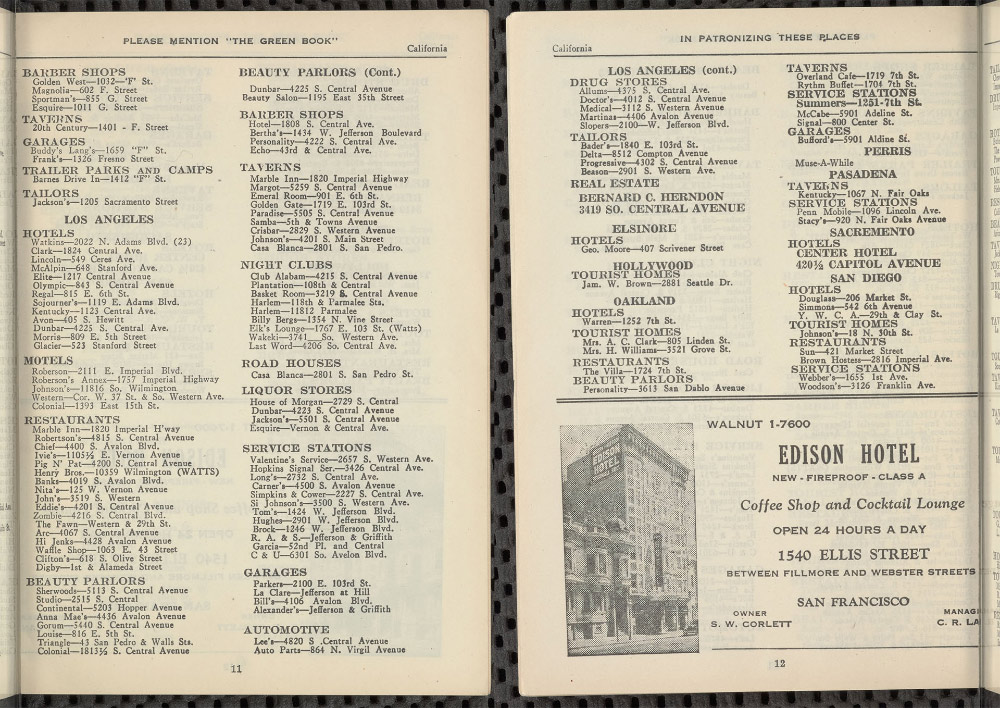 PLEASE MENTION "THE GREEN BOOK"
California
BARBER SHOPS
Golden West—1032—'F' St.
Magnolia—602 F. Street
Sportman's—855 G. Street
Esquire—1011 G. Street
TAVERNS
20th Century—1401 - F. Street
GARAGES
Buddy's Lang's—1659 "F" St.
Frank's—1326 Fresno Street
TRAILER PARKS AND CAMPS
Barnes Drive In—1412 "F" St.
TAILORS
Jackson's—1205 Sacramento Street
LOS ANGELES
HOTELS
Watkins—2022 N. Adams Blvd. (23)
Clark—1824 Central Ave.
Lincoln—549 Ceres Ave.
McAlpin—648 Stanford Ave.
Elite—1217 Central Avenue
Olympic—843 S. Central Avenue
Regal—815 E. 6th St.
Sojourner's—1119 E. Adams Blvd.
Kentucky—1123 Central Ave.
Avon—405 S. Hewitt
Dunbar—4225 S. Central Ave.
Morris—809 E. 5th Street
Glacier—523 Stanford Street
MOTELS
Roberson—2111 E. Imperial Blvd.
Roberson's Annex—1757 Imperial Highway
Johnson's—11816 So. Wilmington
Western—Cor. W. 37 St. & So. Western Ave.
Colonial—1393 East 15th St.
RESTAURANTS
Marble Inn—1820 Imperial H'way
Robertson's—4815 S. Central Avenue
Chief—4400 S. Avalon Blvd.
Ivie's—1105½ E. Vernon Avenue
Pig N' Pat—4200 S. Central Avenue
Henry Bros.—10359 Wilmington (WATTS)
Banks—4019 S. Avalon Blvd.
Nita's—125 W. Vernon Avenue
John's—3519 W. Western
Eddie's—4201 S. Central Avenue
Zombie—4216 S. Central Blvd.
The Fawn—Western & 29th St.
Arc—4067 S. Central Avenue
Hi Jenks—4428 Avalon Avenue
Waffle Shop—1063 E. 43 Street
Clifton's—618 S. Olive Street
Digby—1st & Alameda Street
BEAUTY PARLORS
Sherwoods—5113 S. Central Avenue
Studio—2515 S. Central
Continental—5203 Hopper Avenue
Anna Mae's—4436 Avalon Avenue
Gorum—5440 S. Central Avenue
Louise—816 E. 5th St.
Triangle—43 San Pedro & Walls Sts.
Colonial—1813½ S. Central Avenue
BEAUTY PARLORS (Cont.)
Dunbar—4225 S. Central Avenue
Beauty Salon—1195 East 35th Street
BARBER SHOPS
Hotel—1808 S. Central Ave.
Bertha's—1434 W. Jefferson Boulevard
Personality—4222 S. Central Ave.
Echo—43rd & Central Ave.
TAVERNS
Marble Inn—1820 Imperial Highway
Margot—5259 S. Central Avenue
Emeral Room—901 E. 6th St.
Golden Gate—1719 E. 103rd St.
Paradise—5505 S. Central Avenue
Samba—5th & Towns Avenue
Crisbar—2829 S. Western Avenue
Johnson's—4201 S. Main Street
Casa Blanca—2801 S. San Pedro.
NIGHT CLUBS
Club Alabam—4215 S. Central Avenue
Plantation—108th & Central
Basket Room—3219 S. Central Avenue
Harlem—118th & Parmalee Sts.
Harlem—11812 Parmalee
Billy Bergs—1354 N. Vine Street
Elk's Lounge—1767 E. 103 St. (Watts)
Wakeki—3741 So. Western Ave.
Last Word—4206 So. Central Ave.
ROAD HOUSES
Casa Blanca—2801 S. San Pedro St.
LIQUOR STORES
House of Morgan—2729 S. Central
Dunbar—4223 S. Central Avenue
Jackson's—5501 S. Central Avenue
Esquire—Vernon & Central Ave.
SERVICE STATIONS
Valentine's Service—2657 S. Western Ave.
Hopkins Signal Ser.—3426 Central Ave.
Long's—2732 S. Central Ave.
Carner's—4500 S. Avalon Avenue
Simpkins & Cower—2227 S. Central Ave.
Si Johnson's—3500 S. Western Ave.
Tom's—1424 W. Jefferson Blvd.
Hughes—2901 W. Jefferson Blvd.
Brock—1246 W. Jefferson Blvd.
R. A. & S.—Jefferson & Griffith
Garcia—52nd Pl. and Central
C & U—6301 So. Avelon Blvd.
GARAGES
Parkers—2100 E. 103rd St.
La Clare—Jefferson at Hill
Bill's—4106 Avalon Blvd.
Alexander's—Jefferson & Griffith
AUTOMOTIVE
Lee's—4820 S .Central Avenue
Auto Parts—864 N. Virgil Avenue
11
IN PATRONIZING THESE PLACES
California
LOS ANGELES (cont.)
DRUG STORES
Allums—4375 S. Central Ave.
Doctor's—4012 S. Central Avenue
Medical—3112 S. Western Avenue
Martinas—4406 Avalon Avenue
Slopers—2100—W. Jefferson Blvd.
TAILORS
Bader's—1840 E. 103rd St.
Delta—8512 Compton Avenue
Progressive—4302 S. Central Avenue
Beason—2901 S. Western Ave.
REAL ESTATE
BERNARD C. HERNDON
3419 SO. CENTRAL AVENUE
ELSINORE
HOTELS
Geo. Moore—407 Scrivener Street
HOLLYWOOD
TOURIST HOMES
Jam. W. Brown—2881 Seattle Dr.
OAKLAND
HOTELS
Warren—1252 7th St.
TOURIST HOMES
Mrs. A. C. Clark—805 Linden St.
Mrs. H. Williams—3521 Grove St.
RESTAURANTS
The Villa—1724 7th St.
BEAUTY PARLORS
Personality—3613 San Dablo Avenue
TAVERNS
Overland Cafe—1719 7th St.
Rythm Buffet—1704 7th St.
SERVICE STATIONS
Summers—1251-7th St.
McCabe—5901 Adeline St.
Signal—800 Center St.
GARAGES
Bufford's—5901 Aldine St.
PERRIS
Muse-A-While
PASADENA
TAVERNS
Kentucky—1067 N. Fair Oaks
SERVICE STATIONS
Penn Mobile—1096 Lincoln Ave.
Stacy's—920 N. Fair Oaks Avenue
SACRAMENTO
HOTELS
CENTER HOTEL
420½ CAPITOL AVENUE
SAN DIEGO
HOTELS
Douglass—206 Market St.
Simmons—542 6th Avenue
Y. W. C. A.—29th & Clay St.
TOURIST HOMES
Johnson's—18 N. 30th St.
RESTAURANTS
Sun—421 Market Street
Brown Hostess—2816 Imperial Ave.
SERVICE STATIONS
Webber's—1655 1st Ave.
Woodson's—3126 Franklin Ave.
EDISON
HOTEL
WALNUT 1-7600
EDISON HOTEL
NEW - FIREPROOF - CLASS A
Coffee Shop and Cocktail Lounge
OPEN 24 HOURS A DAY
1540 ELLIS STREET
BETWEEN FILLMORE AND WEBSTER STREETS
SAN FRANCISCO
OWNER
S. W. CORLETT
MANAG
C. R. LA
12